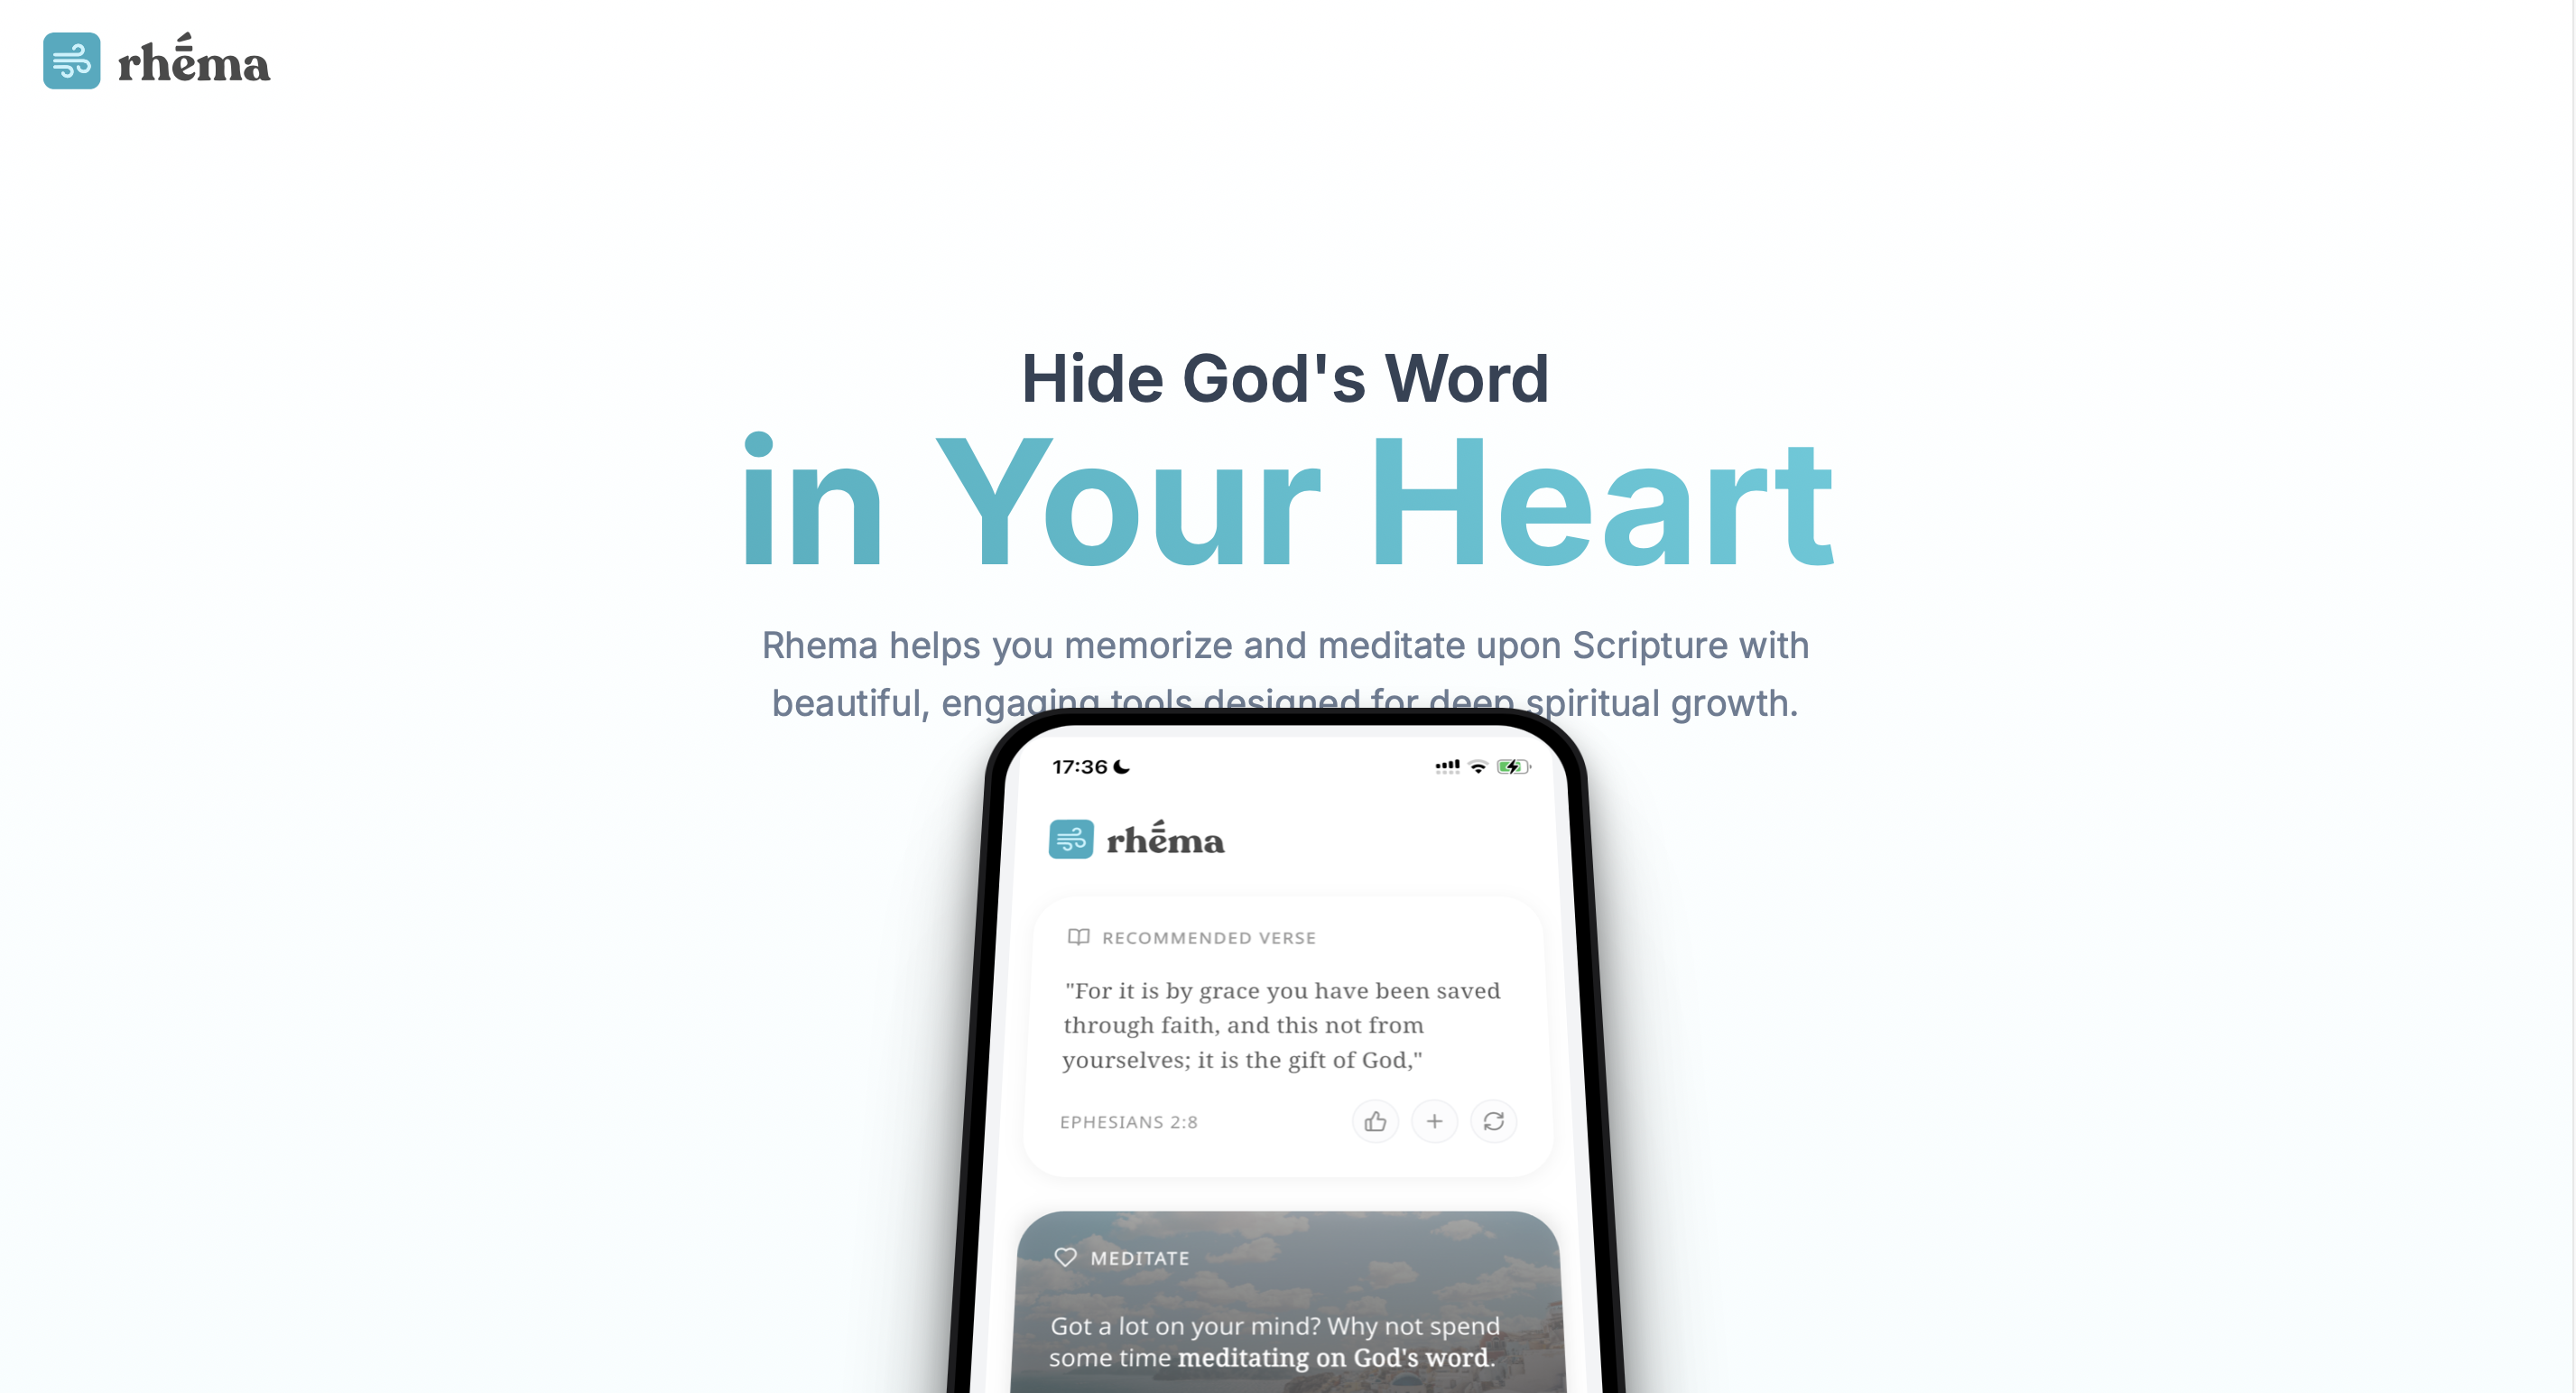 rhḗma
Hide God's Word
in Your Heart
Rhema helps you memorize and meditate upon Scripture with
beautiful, engaging tools designed for deep spiritual growth.
17:36
rhḗma
RECOMMENDED VERSE
"For it is by grace you have been saved
through faith, and this not from
yourselves; it is the gift of God,"
EPHESIANS 2:8
MEDITATE
Got a lot on your mind? Why not spend
some time meditating on God's word.